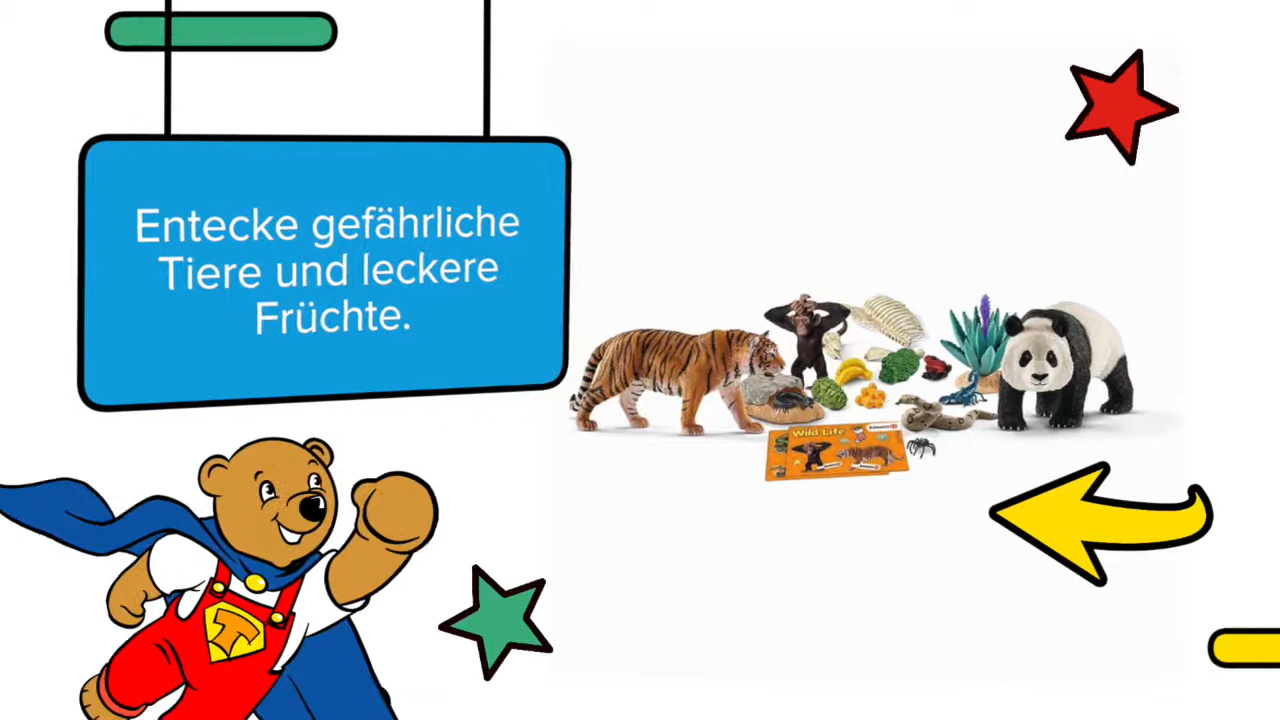 Entecke gefährliche
Tiere und leckere
Früchte.
Wild Life
T